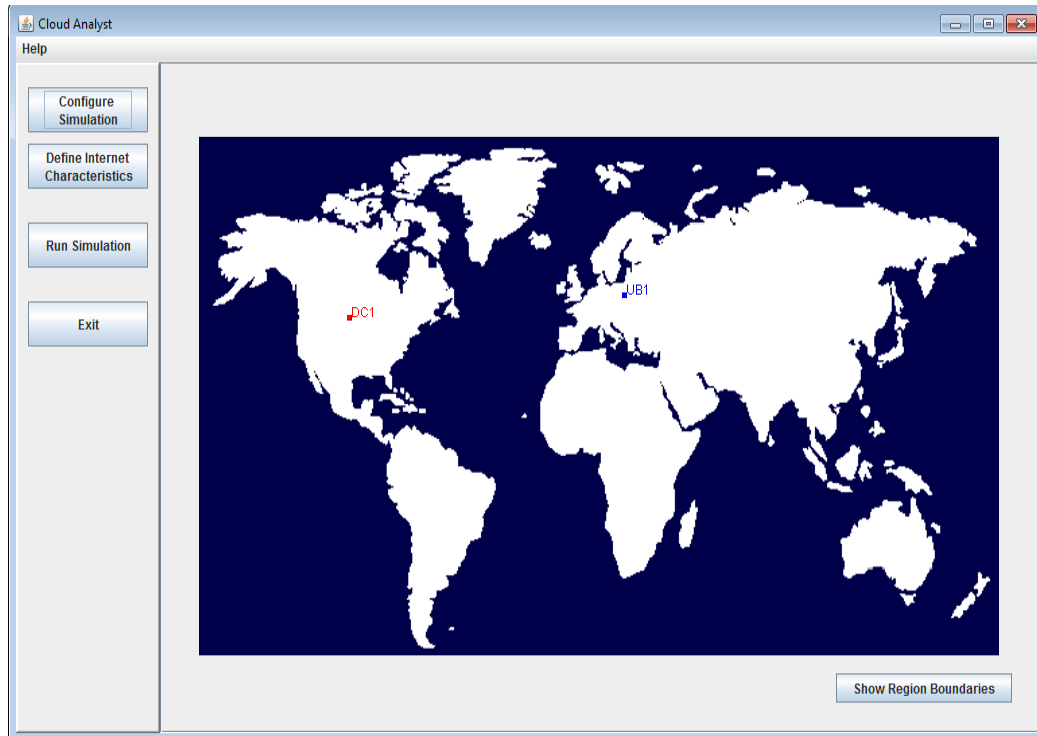 Cloud Analyst
Help
Configure
Simulation
Define Internet
Characteristics
Run Simulation
Exit
DC1
UB1
Show Region Boundaries